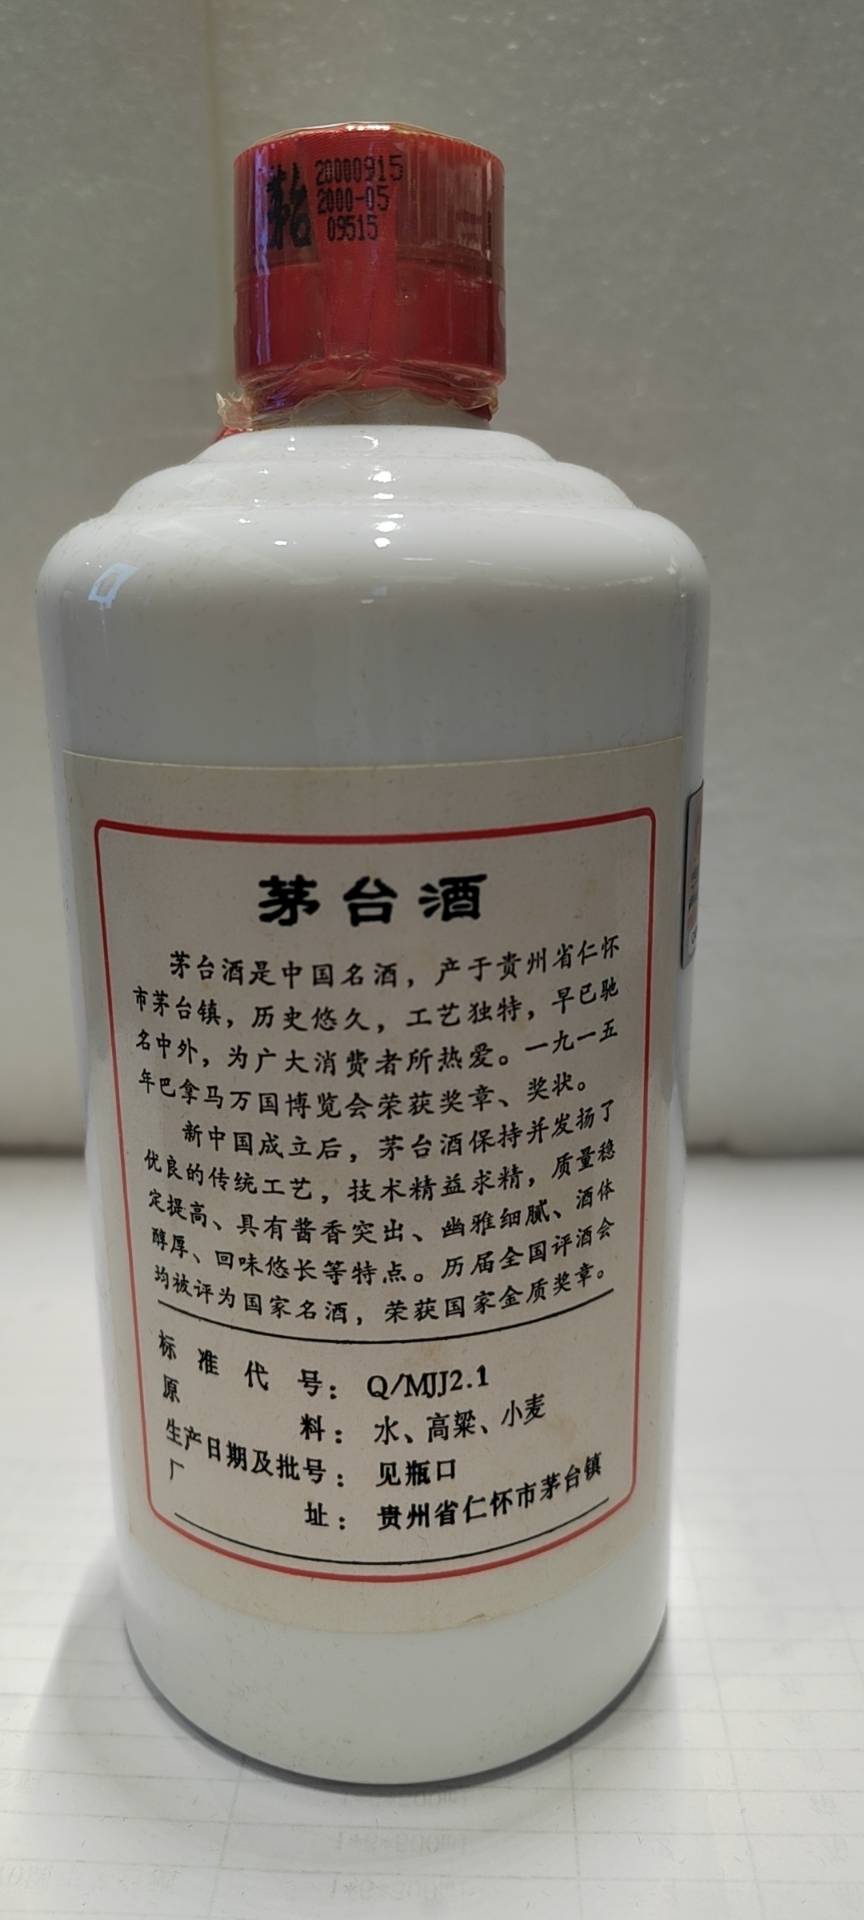 茅台
20000915
2000-05
09515
茅台酒
茅台酒是中国名酒，产于贵州省仁怀
市茅台镇，历史悠久，工艺独特，早已驰
名中外，为广大消费者所热爱。一九一五
年巴拿马万国博览会荣获奖章、奖状。
新中国成立后，茅台酒保持并发扬了
优良的传统工艺，技术精益求精，质量稳
定提高、具有酱香突出、幽雅细腻、酒体
醇厚、回味悠长等特点。历届全国评酒会
均被评为国家名酒，荣获国家金质奖章。
标准代号：Q/MJJ2.1
原料：水、高粱、小麦
生产日期及批号：见瓶口
厂址：贵州省仁怀市茅台镇